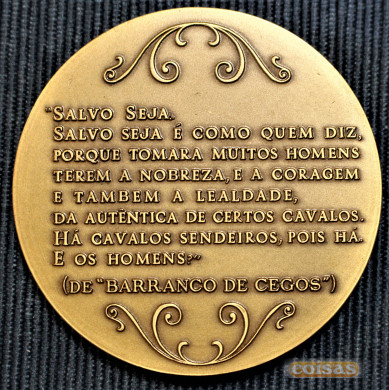 "SALVO SEJA.
SALVO SEJA É COMO QUEM DIZ,
PORQUE TOMARA MUITOS HOMENS
TEREM A NOBREZA, E A CORAGEM
E TAMBEM A LEALDADE,
DA AUTÊNTICA DE CERTOS CAVALOS.
HÁ CAVALOS SENDEIROS, POIS HÁ.
E OS HOMENS?"
(DE "BARRANCO DE CEGOS")
coisas